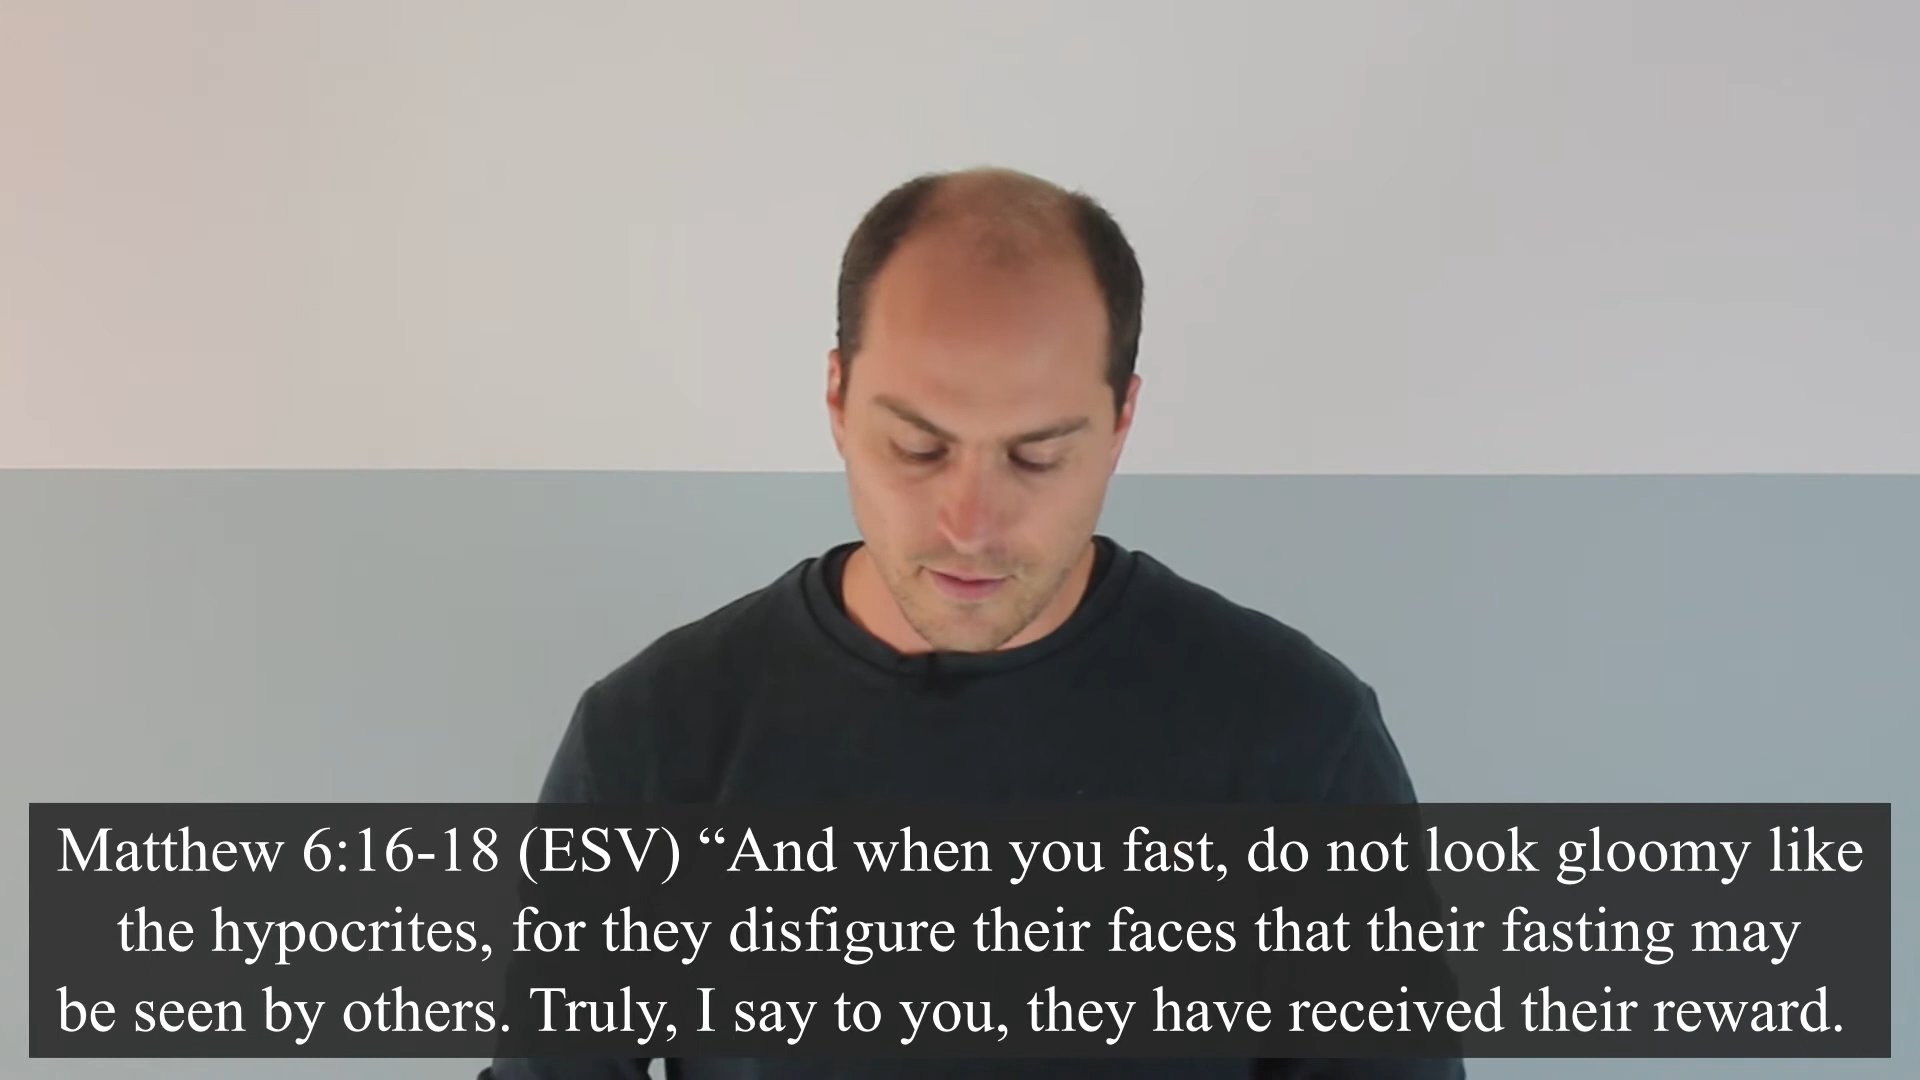 Matthew 6:16-18 (ESV) “And when you fast, do not look gloomy like
the hypocrites, for they disfigure their faces that their fasting may
be seen by others. Truly, I say to you, they have received their reward.